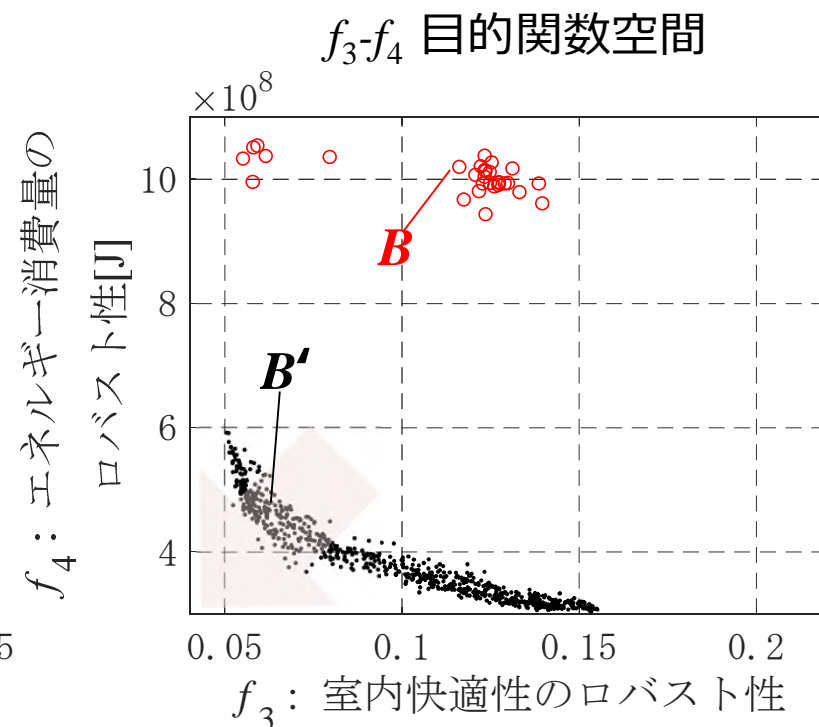 f3-f4 目的関数空間
×10^8
f4：エネルギー消費量の
ロバスト性[J]
10
8
6
4
B
B'
5
0.05
0.1
0.15
0.2
f3：室内快適性のロバスト性